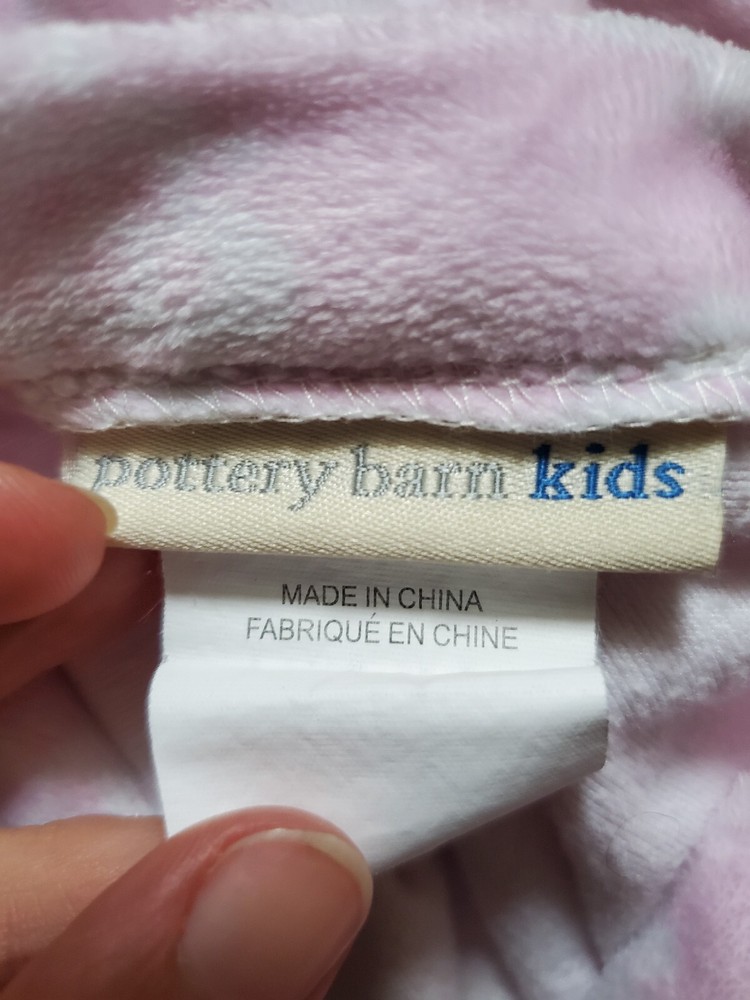 pottery barn kids
MADE IN CHINA
FABRIQUÉ EN CHINE